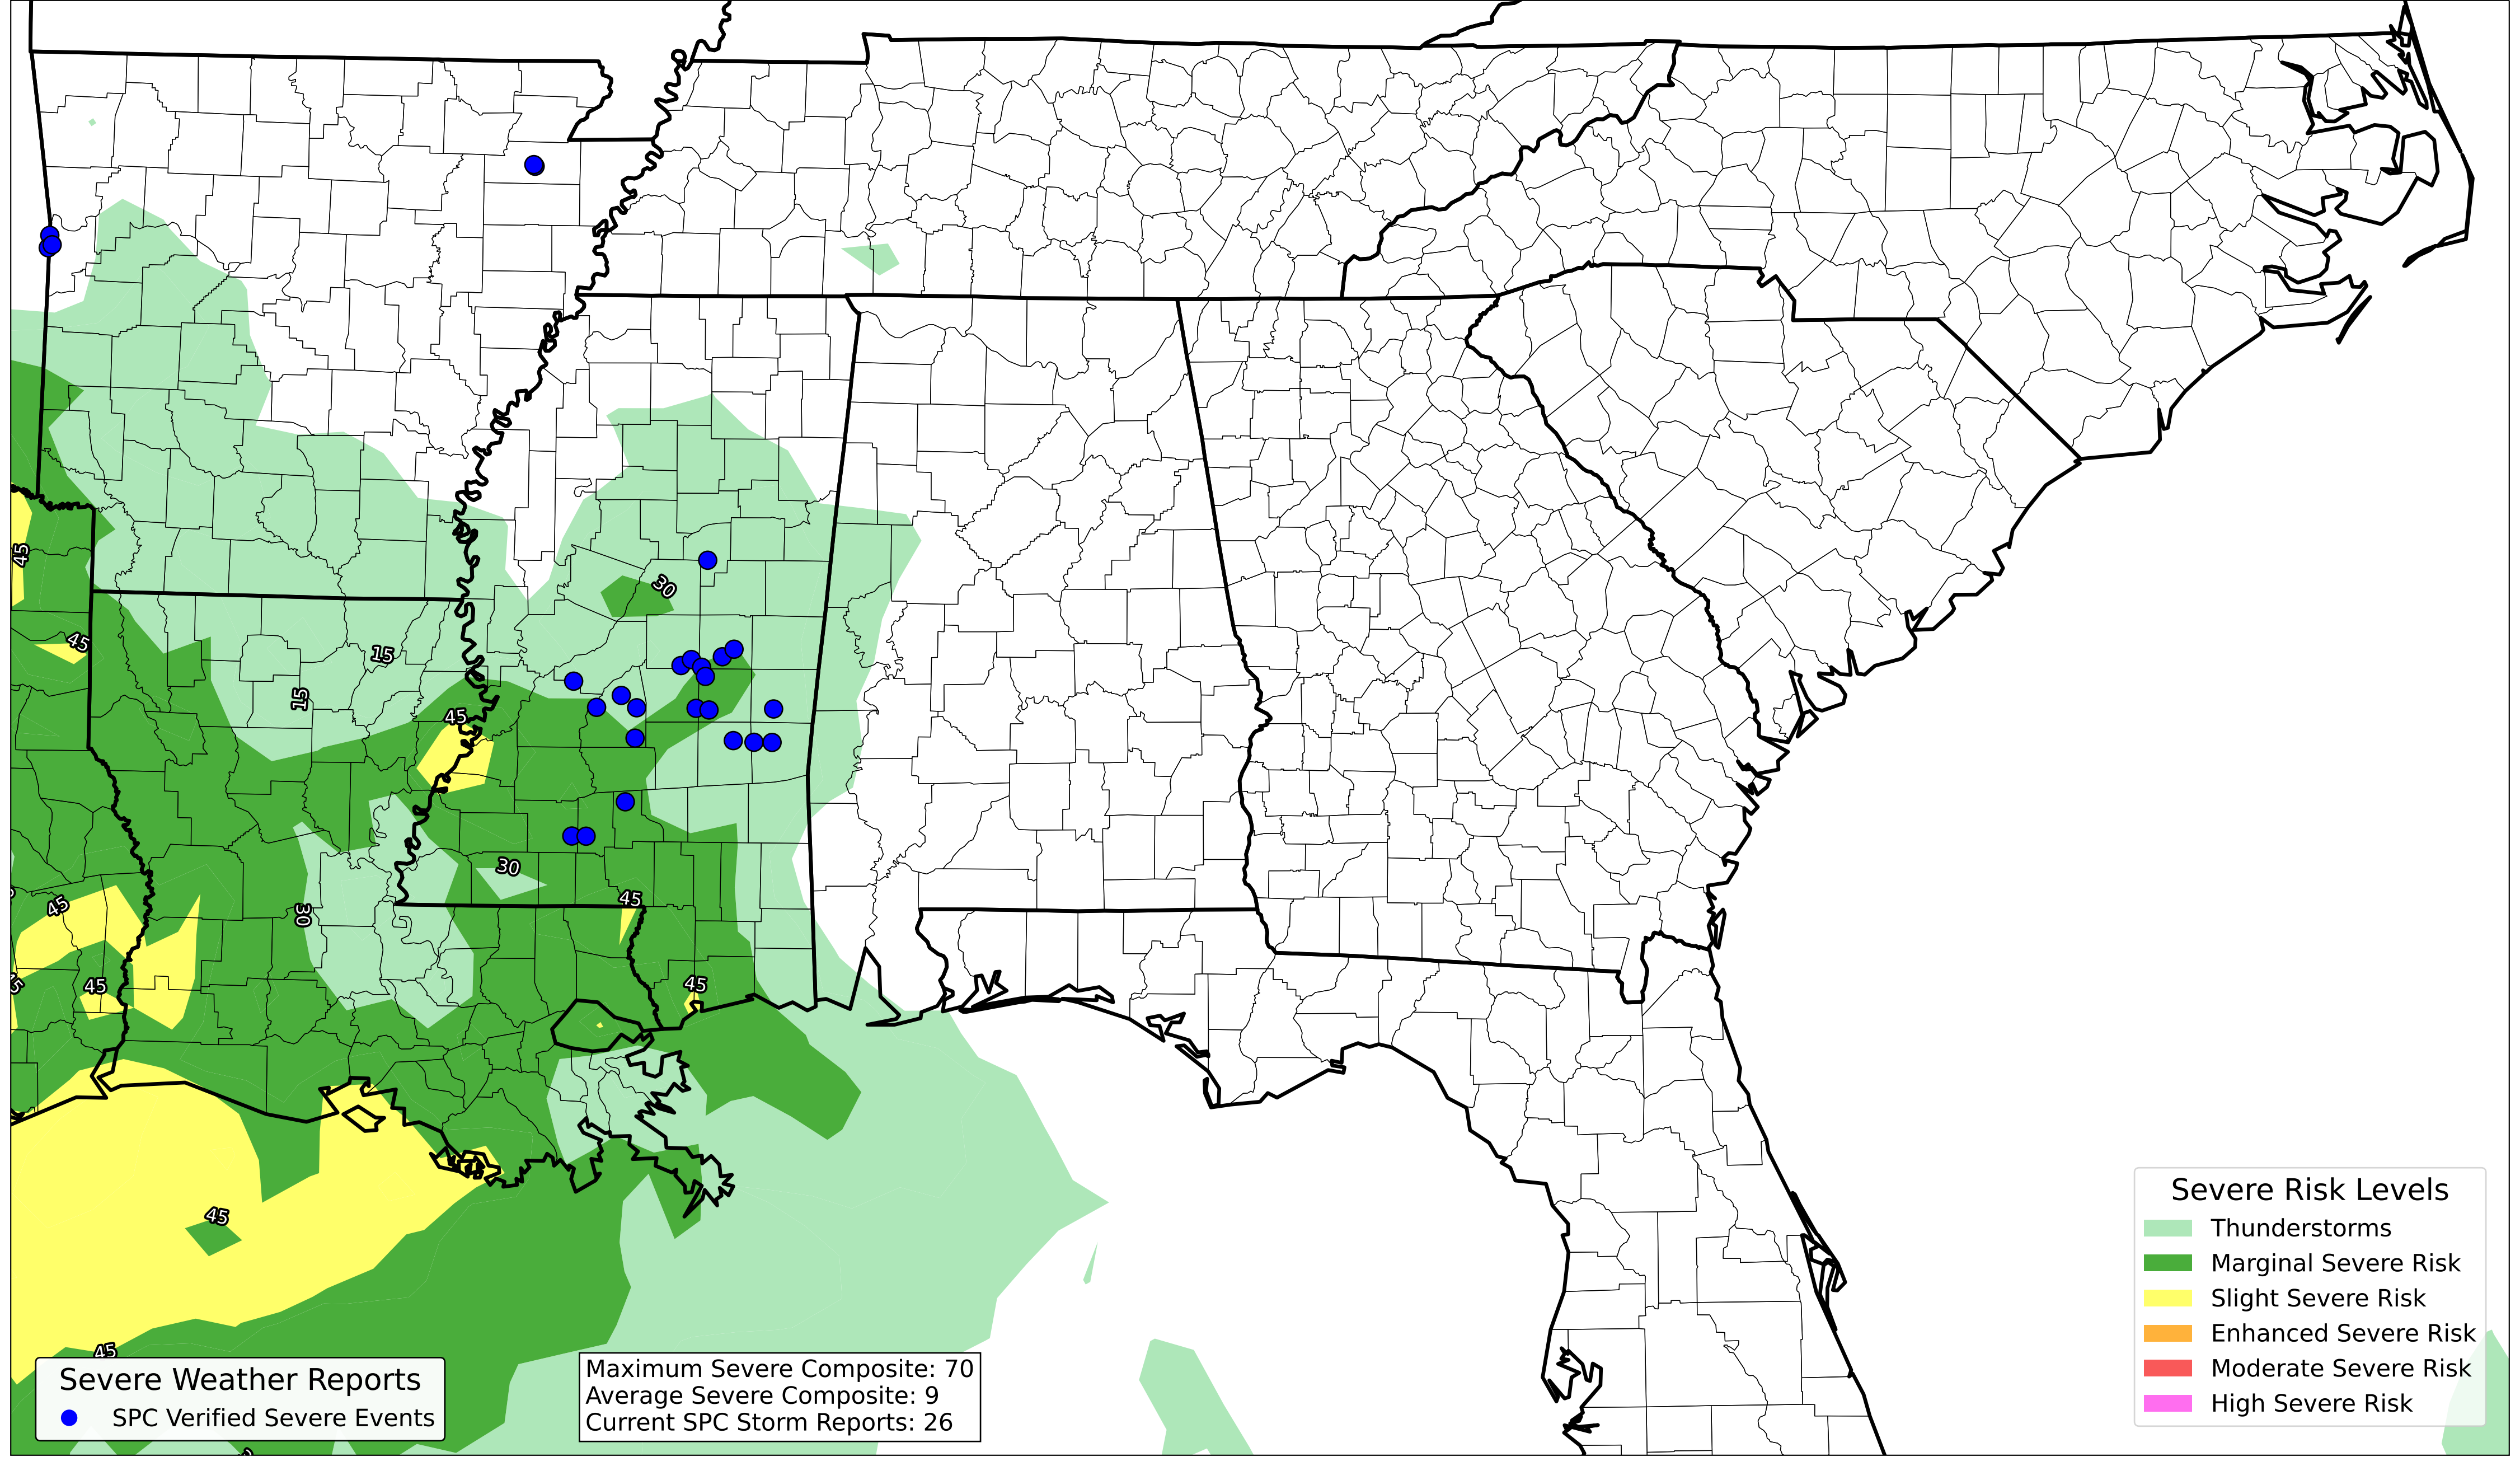 30
45
45
15
15
45
30
45
45
30
45
45
45
45
Severe Risk Levels
Thunderstorms
Marginal Severe Risk
Slight Severe Risk
Enhanced Severe Risk
Moderate Severe Risk
High Severe Risk
Severe Weather Reports
SPC Verified Severe Events
Maximum Severe Composite: 70
Average Severe Composite: 9
Current SPC Storm Reports: 26